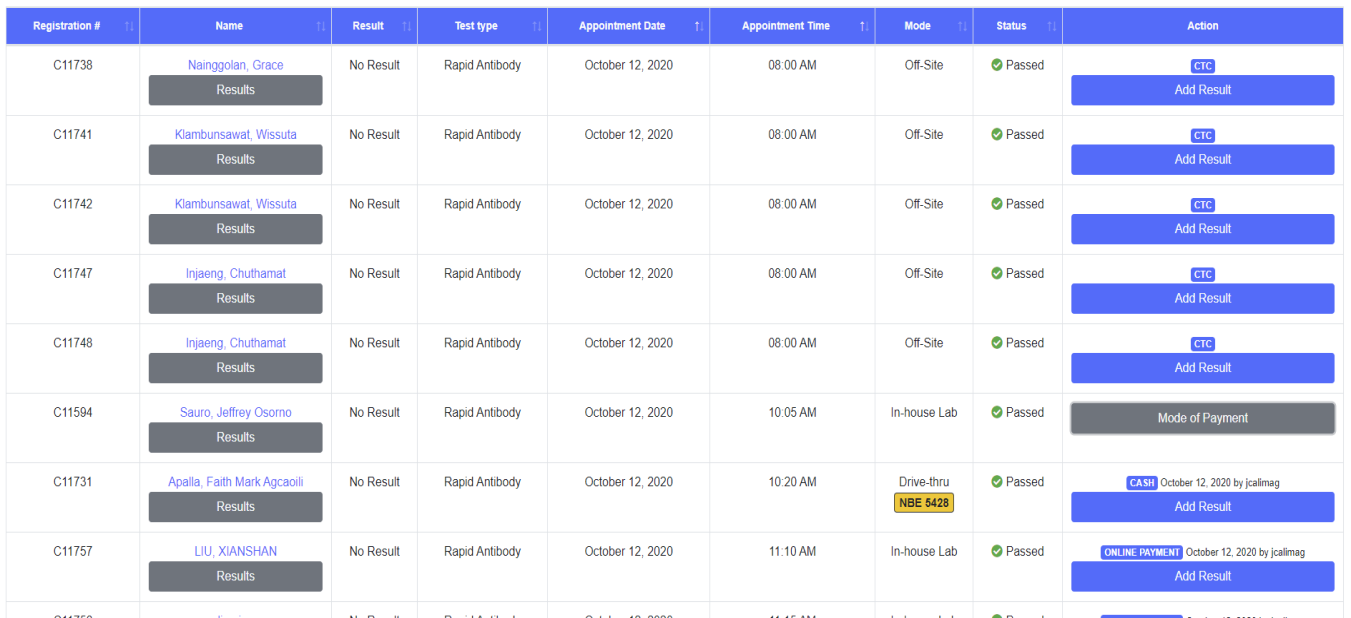 Registration # Name Result Test type Appointment Date Appointment Time Mode Status Action
C11738 Nainggolan, Grace No Result Rapid Antibody October 12, 2020 08:00 AM Off-Site Passed CTC
Results Add Result
C11741 Klambunsawat, Wissuta No Result Rapid Antibody October 12, 2020 08:00 AM Off-Site Passed CTC
Results Add Result
C11742 Klambunsawat, Wissuta No Result Rapid Antibody October 12, 2020 08:00 AM Off-Site Passed CTC
Results Add Result
C11747 Injaeng, Chuthamat No Result Rapid Antibody October 12, 2020 08:00 AM Off-Site Passed CTC
Results Add Result
C11748 Injaeng, Chuthamat No Result Rapid Antibody October 12, 2020 08:00 AM Off-Site Passed CTC
Results Add Result
C11594 Sauro, Jeffrey Osorno No Result Rapid Antibody October 12, 2020 10:05 AM In-house Lab Passed Mode of Payment
Results
C11731 Apalla, Faith Mark Agcaoili No Result Rapid Antibody October 12, 2020 10:20 AM Drive-thru Passed CASH October 12, 2020 by jcalimag
Results NBE 5428 Add Result
C11757 LIU, XIANSHAN No Result Rapid Antibody October 12, 2020 11:10 AM In-house Lab Passed ONLINE PAYMENT October 12, 2020 by jcalimag
Results Add Result